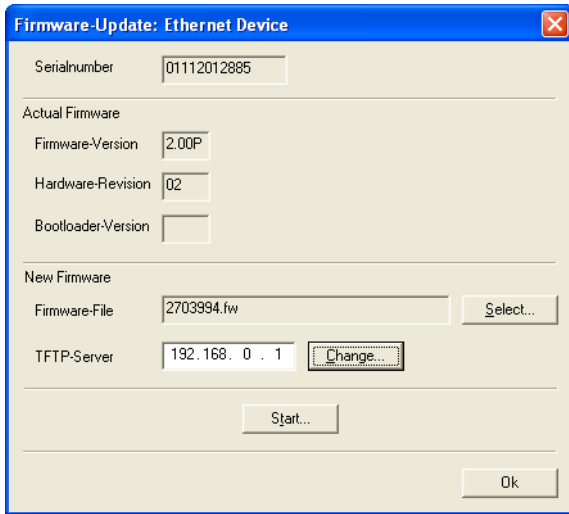 Firmware-Update: Ethernet Device
Serialnumber 01112012885
Actual Firmware
Firmware-Version 2.00P
Hardware-Revision 02
Bootloader-Version
New Firmware
Firmware-File 2703994.fw Select...
TFTP-Server 192.168. 0 . 1 Change...
Start...
Ok